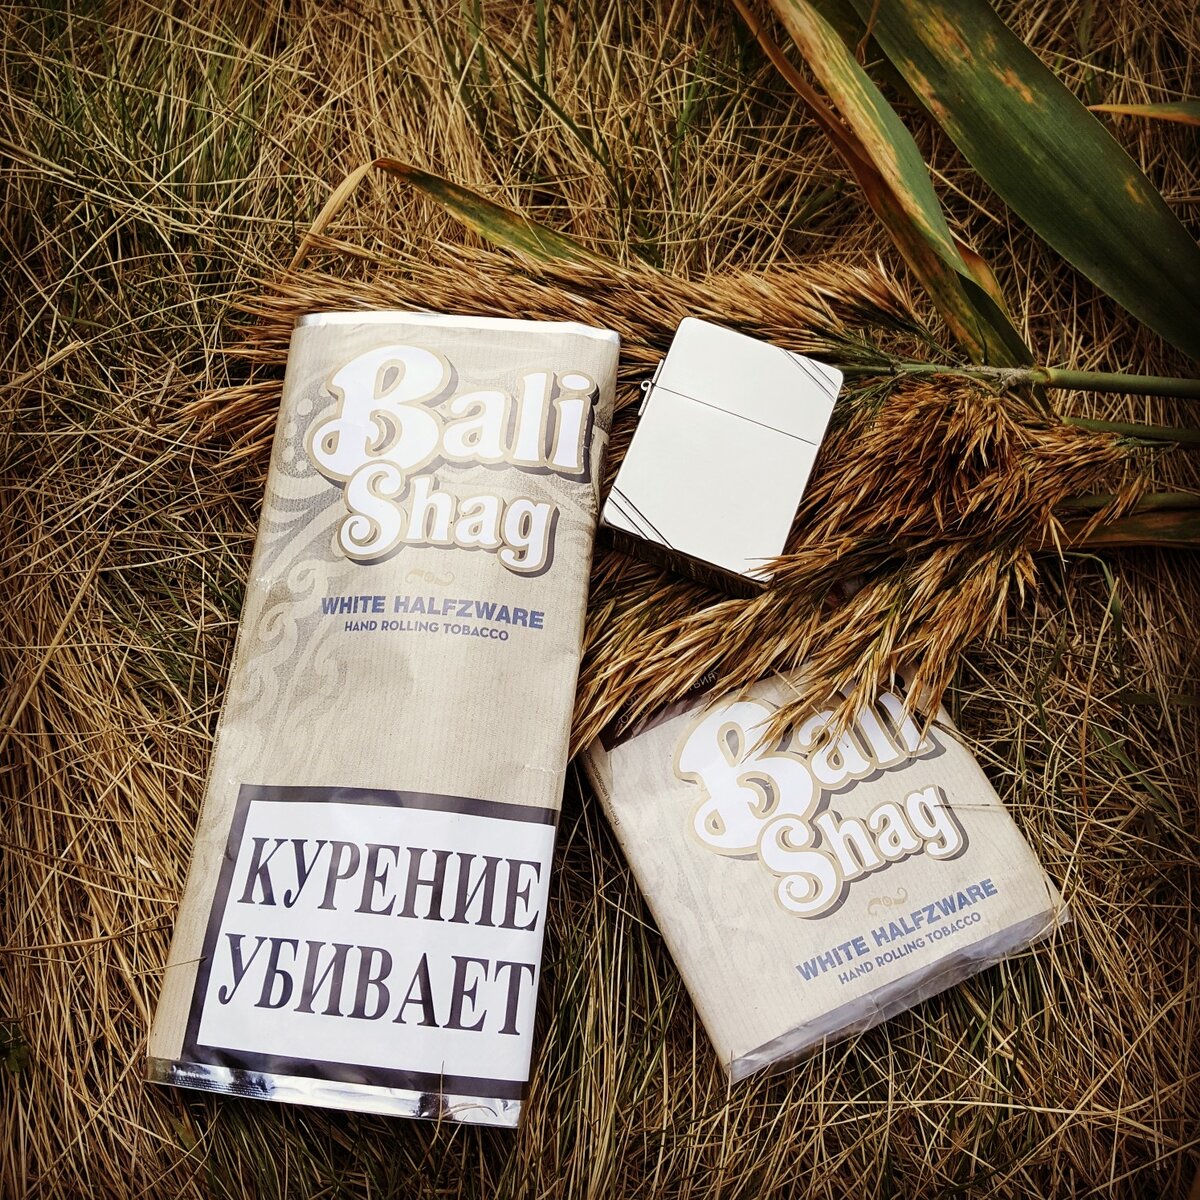 Bali
Shag
WHITE HALFZWARE
HAND ROLLING TOBACCO
КУРЕНИЕ
УБИВАЕТ
Bali
Shag
WHITE HALFZWARE
HAND ROLLING TOBACCO